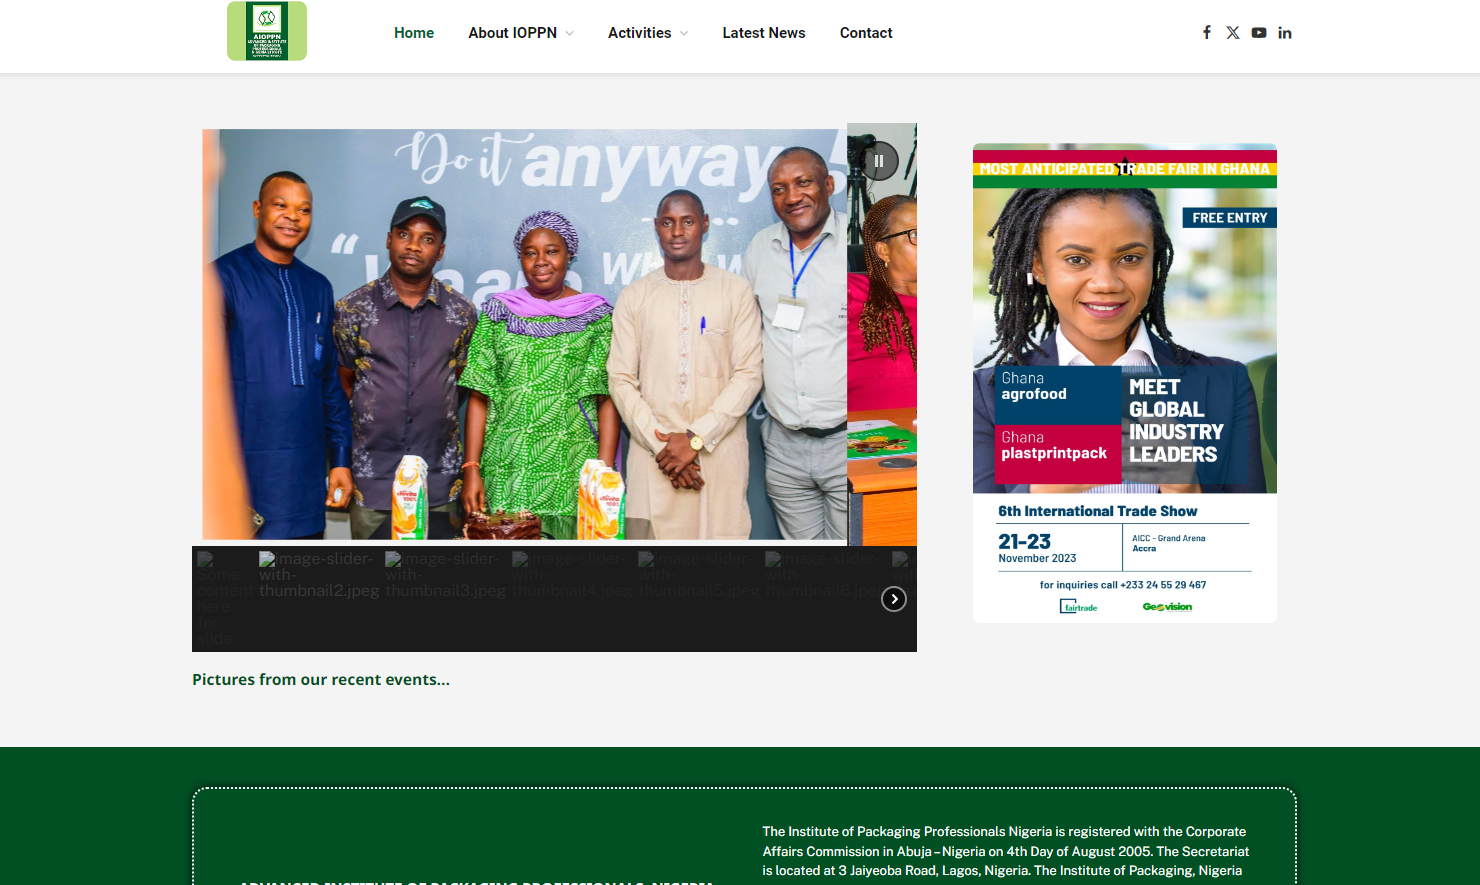 AIOPPN
Home
About IOPPN
Activities
Latest News
Contact
Do it anyway
MOST ANTICIPATED TRADE FAIR IN GHANA
FREE ENTRY
Ghana
agrofood
Ghana
plastprintpack
MEET
GLOBAL
INDUSTRY
LEADERS
6th International Trade Show
21-23
November 2023
AICC - Grand Arena
Accra
for inquiries call +233 24 55 29 467
fairtrade
Geovision
Some
content
here
for
slide
image-slider-
with-
thumbnail2.jpeg
image-slider-
with-
thumbnail3.jpeg
image-slider-
with-
thumbnail4.jpeg
image-slider-
with-
thumbnail5.jpeg
image-slider-
with-
thumbnail6.jpeg
Pictures from our recent events...
The Institute of Packaging Professionals Nigeria is registered with the Corporate
Affairs Commission in Abuja – Nigeria on 4th Day of August 2005. The Secretariat
is located at 3 Jaiyeoba Road, Lagos, Nigeria. The Institute of Packaging, Nigeria
ADVANCED INSTITUTE OF PACKAGING PROFESSIONALS, NIGERIA